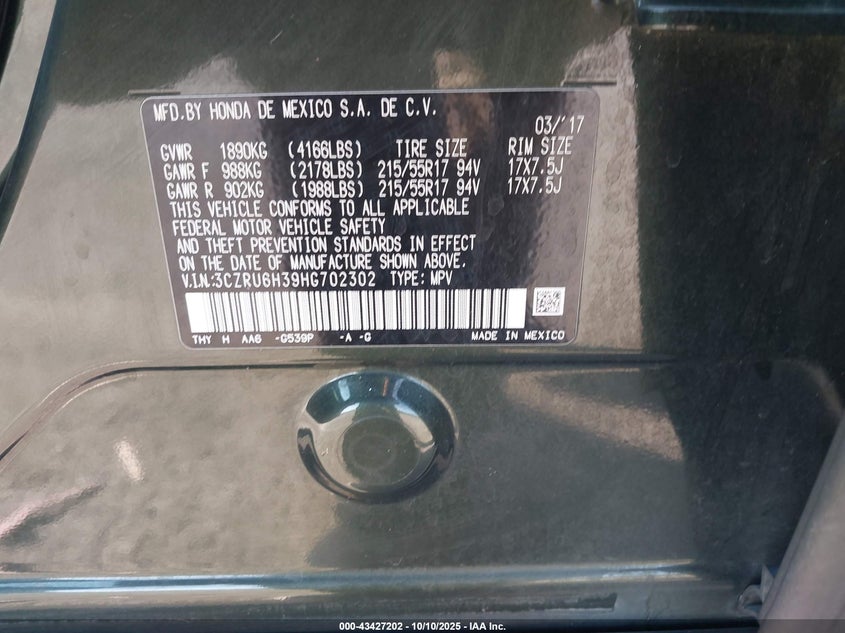 MFD.BY HONDA DE MEXICO S.A. DE C.V.
03/'17
GVWR 1890KG (4166LBS) TIRE SIZE RIM SIZE
GAWR F 988KG (2178LBS) 215/55R17 94V 17X7.5J
GAWR R 902KG (1988LBS) 215/55R17 94V 17X7.5J
THIS VEHICLE CONFORMS TO ALL APPLICABLE
FEDERAL MOTOR VEHICLE SAFETY
AND THEFT PREVENTION STANDARDS IN EFFECT
ON THE DATE OF MANUFACTURE SHOWN ABOVE.
V.I.N:3CZRU6H39HG702302 TYPE: MPV
THY H AA6 -G539P -A -G MADE IN MEXICO
000-43427202 - 10/10/2025 - IAA Inc.